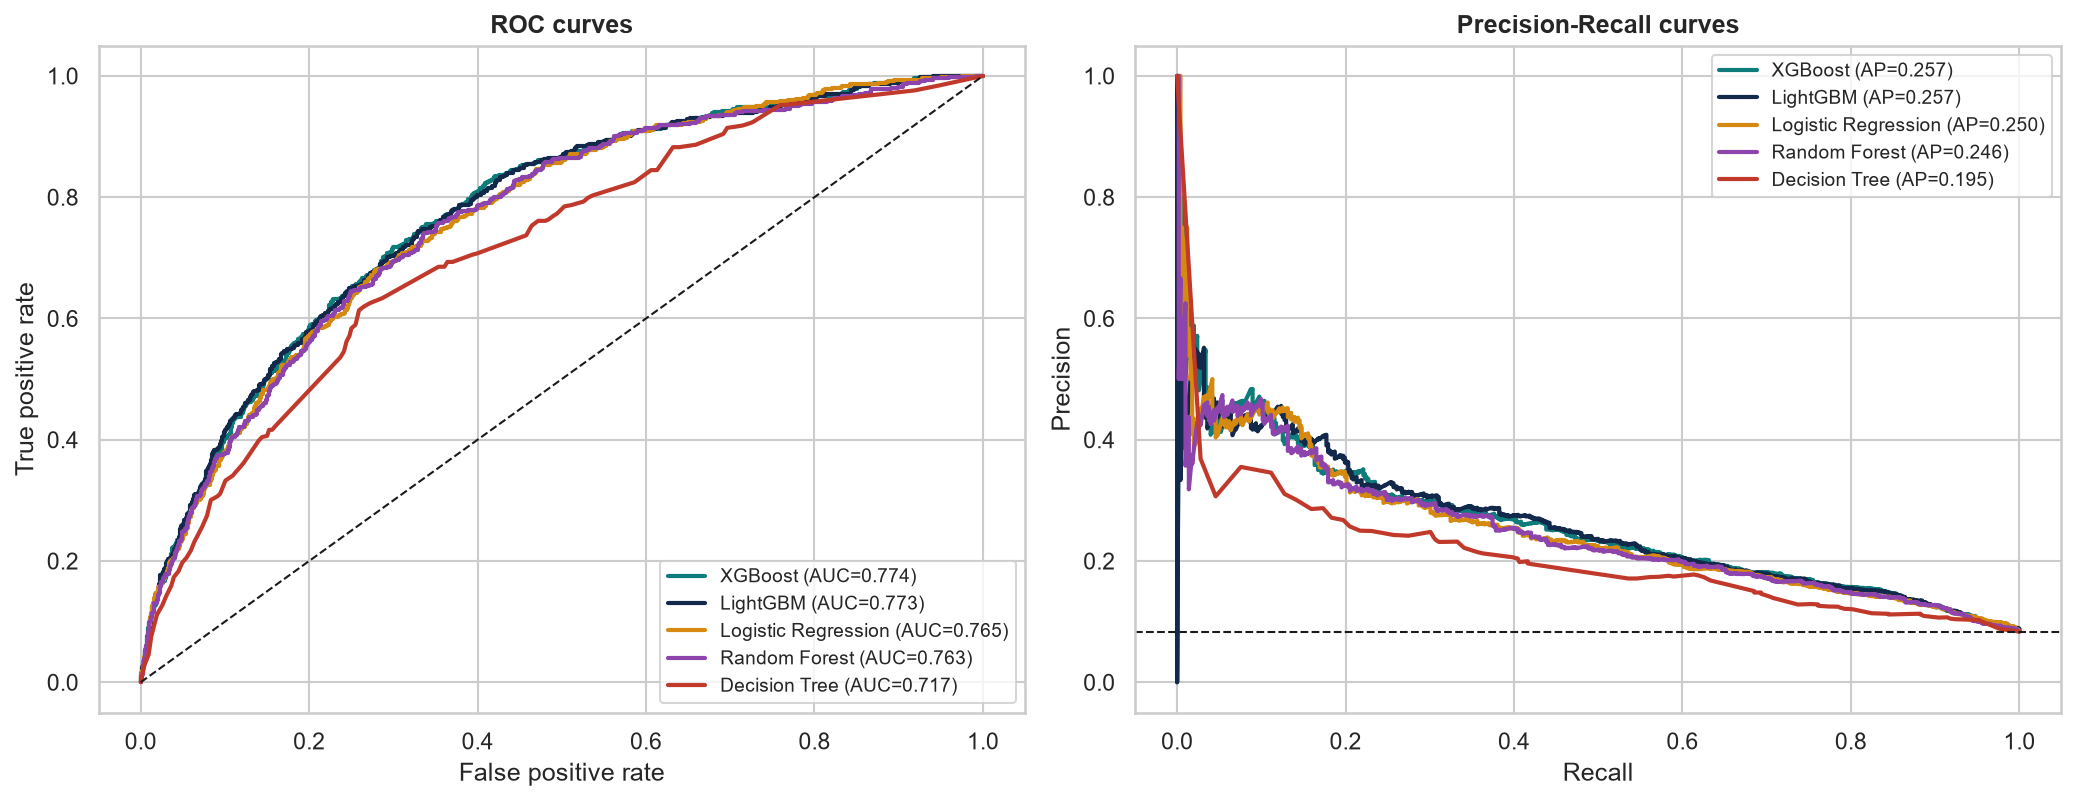 ROC curves
True positive rate
1.0
0.8
0.6
0.4
0.2
0.0
XGBoost (AUC=0.774)
LightGBM (AUC=0.773)
Logistic Regression (AUC=0.765)
Random Forest (AUC=0.763)
Decision Tree (AUC=0.717)
0.0 0.2 0.4 0.6 0.8 1.0
False positive rate
Precision-Recall curves
Precision
1.0
0.8
0.6
0.4
0.2
0.0
XGBoost (AP=0.257)
LightGBM (AP=0.257)
Logistic Regression (AP=0.250)
Random Forest (AP=0.246)
Decision Tree (AP=0.195)
0.0 0.2 0.4 0.6 0.8 1.0
Recall